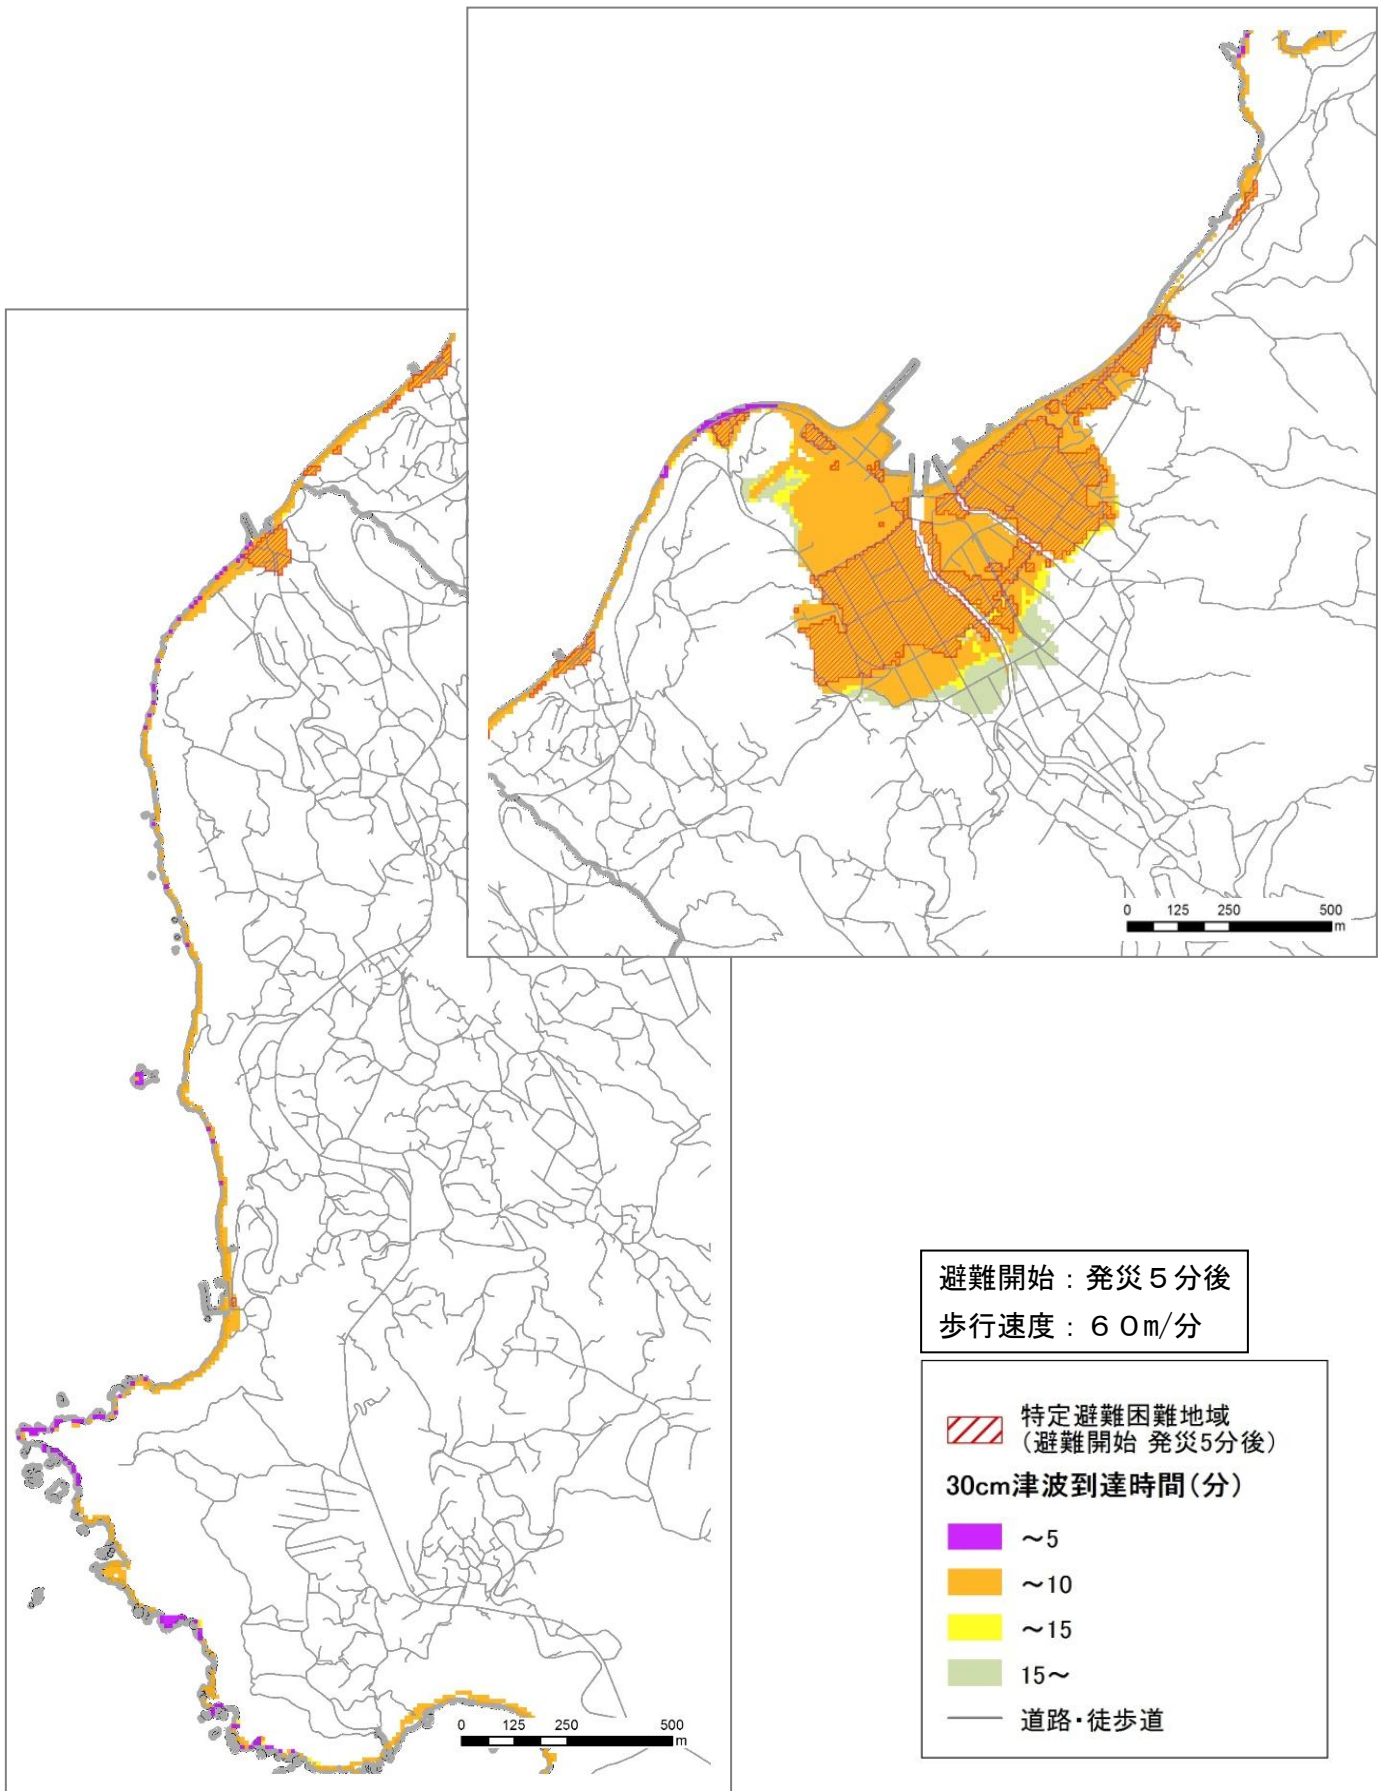 0 125 250 500
m
避難開始：発災５分後
歩行速度：６０m/分
特定避難困難地域
(避難開始 発災5分後)
30cm津波到達時間(分)
～5
～10
～15
15～
道路・徒歩道
0 125 250 500
m